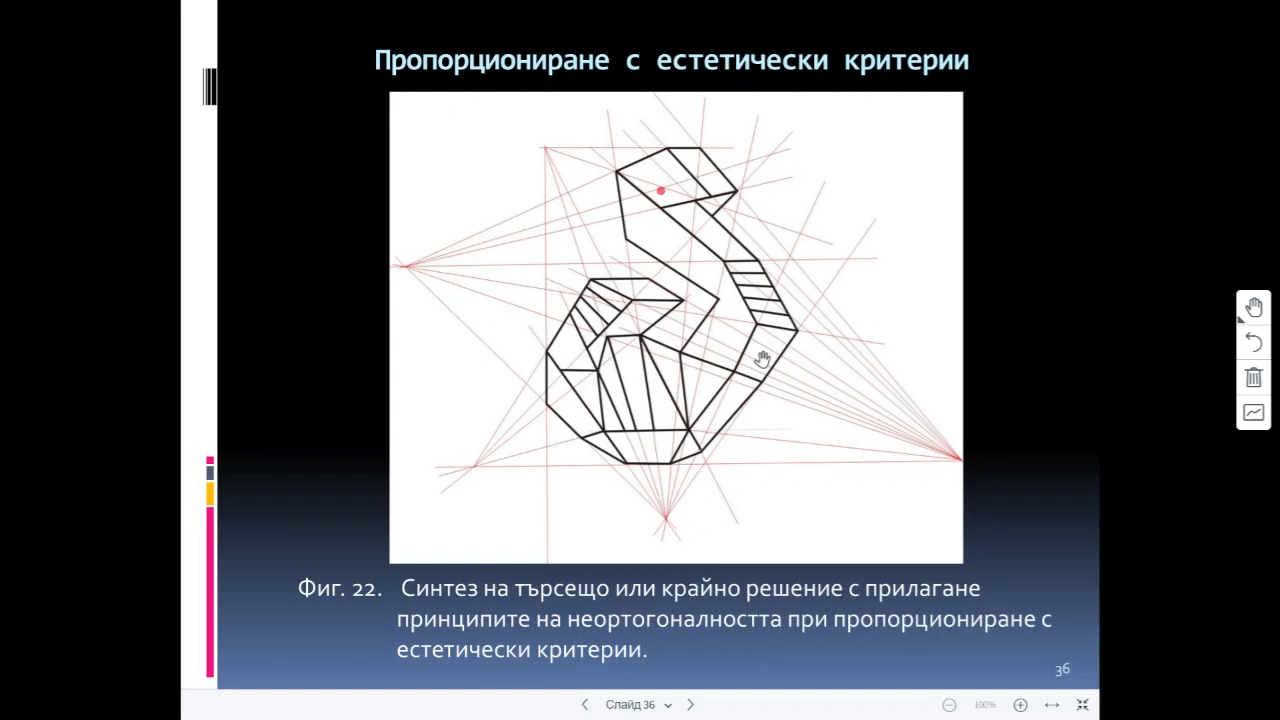 Пропорциониране с естетически критерии
Фиг. 22. Синтез на търсещо или крайно решение с прилагане
принципите на неортогоналността при пропорциониране с
естетически критерии.
36
Слайд 36
100%